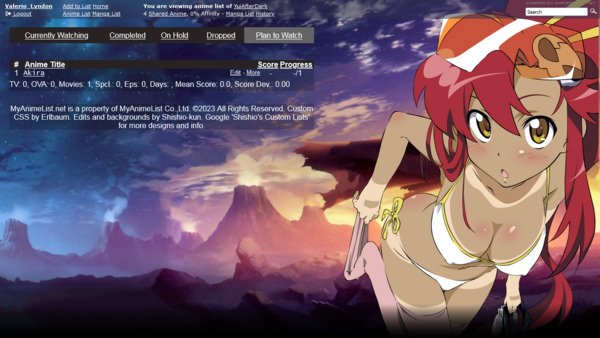 Valerio_Lyndon Add to List Home You are viewing anime list of YuiAfterDark
Logout Anime List Manga List 4 Shared Anime, 0% Affinity - Manga List History
Search
Currently Watching Completed On Hold Dropped Plan to Watch
# Anime Title Score Progress
1 Akira Edit - More - -/1
TV: 0, OVA: 0, Movies: 1, Spcl.: 0, Eps: 0, Days: , Mean Score: 0.0, Score Dev.: 0.00
MyAnimeList.net is a property of MyAnimeList Co.,Ltd. ©2023 All Rights Reserved. Custom
CSS by Erlbaum. Edits and backgrounds by Shishio-kun. Google 'Shishio's Custom Lists'
for more designs and info.